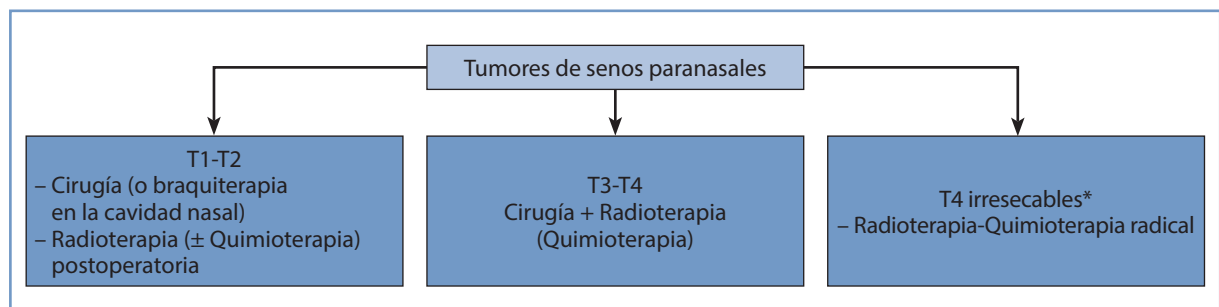 Tumores de senos paranasales
T1-T2
– Cirugía (o braquiterapia
en la cavidad nasal)
– Radioterapia (± Quimioterapia)
postoperatoria
T3-T4
Cirugía + Radioterapia
(Quimioterapia)
T4 irresecables*
– Radioterapia-Quimioterapia radical